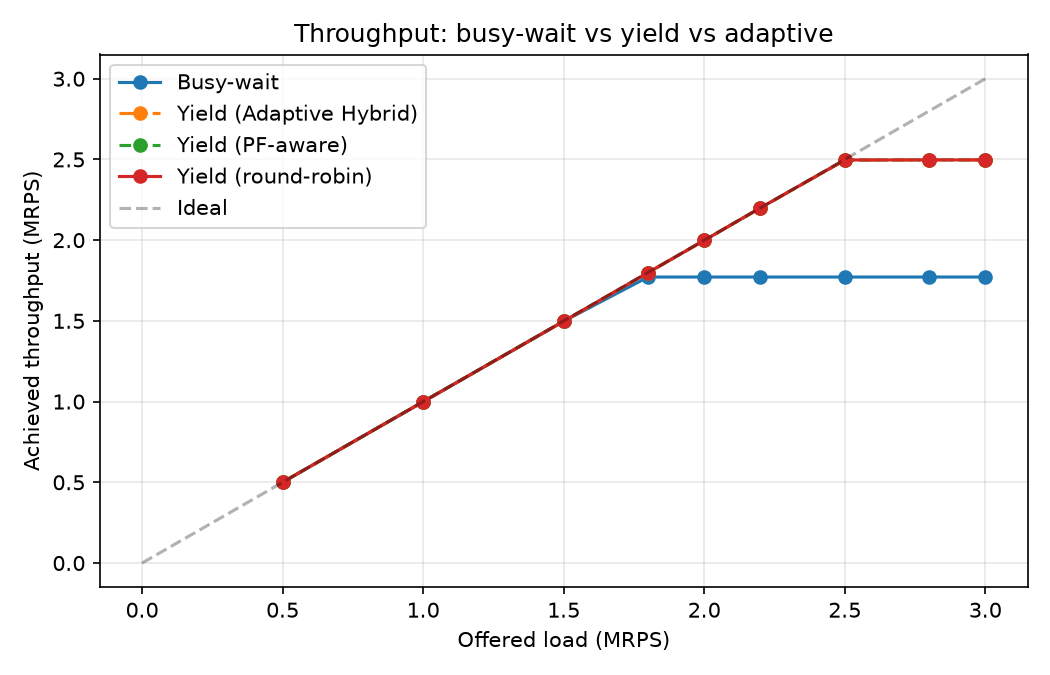 Throughput: busy-wait vs yield vs adaptive
Busy-wait
Yield (Adaptive Hybrid)
Yield (PF-aware)
Yield (round-robin)
Ideal
Achieved throughput (MRPS)
3.0
2.5
2.0
1.5
1.0
0.5
0.0
0.0 0.5 1.0 1.5 2.0 2.5 3.0
Offered load (MRPS)